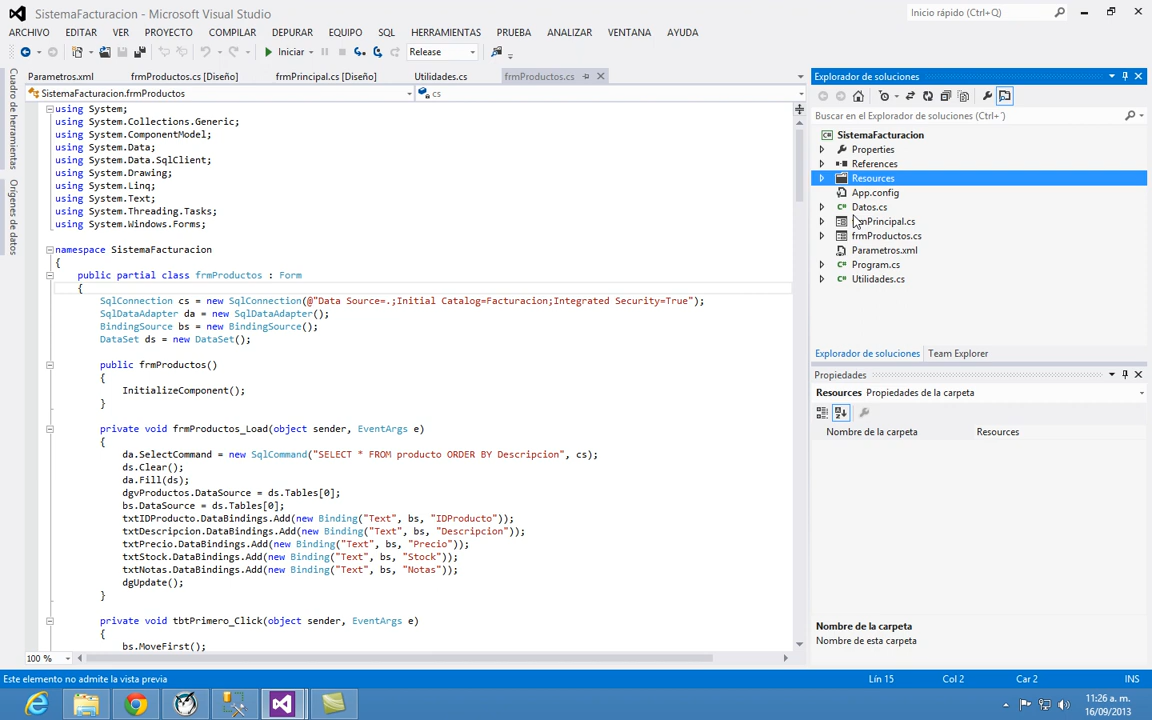 SistemaFacturacion - Microsoft Visual Studio
Inicio rápido (Ctrl+Q)
ARCHIVO EDITAR VER PROYECTO COMPILAR DEPURAR EQUIPO SQL HERRAMIENTAS PRUEBA ANALIZAR VENTANA AYUDA
Iniciar Release
Parametros.xml frmProductos.cs [Diseño] frmPrincipal.cs [Diseño] Utilidades.cs frmProductos.cs
SistemaFacturacion.frmProductos cs
Cuadro de herramientas
Orígenes de datos
using System;
using System.Collections.Generic;
using System.ComponentModel;
using System.Data;
using System.Data.SqlClient;
using System.Drawing;
using System.Linq;
using System.Text;
using System.Threading.Tasks;
using System.Windows.Forms;
namespace SistemaFacturacion
{
public partial class frmProductos : Form
{
SqlConnection cs = new SqlConnection(@"Data Source=.;Initial Catalog=Facturacion;Integrated Security=True");
SqlDataAdapter da = new SqlDataAdapter();
BindingSource bs = new BindingSource();
DataSet ds = new DataSet();
public frmProductos()
{
InitializeComponent();
}
private void frmProductos_Load(object sender, EventArgs e)
{
da.SelectCommand = new SqlCommand("SELECT * FROM producto ORDER BY Descripcion", cs);
ds.Clear();
da.Fill(ds);
dgvProductos.DataSource = ds.Tables[0];
bs.DataSource = ds.Tables[0];
txtIDProducto.DataBindings.Add(new Binding("Text", bs, "IDProducto"));
txtDescripcion.DataBindings.Add(new Binding("Text", bs, "Descripcion"));
txtPrecio.DataBindings.Add(new Binding("Text", bs, "Precio"));
txtStock.DataBindings.Add(new Binding("Text", bs, "Stock"));
txtNotas.DataBindings.Add(new Binding("Text", bs, "Notas"));
dgUpdate();
}
private void tbtPrimero_Click(object sender, EventArgs e)
{
bs.MoveFirst();
100 %
Explorador de soluciones
Buscar en el Explorador de soluciones (Ctrl+´)
SistemaFacturacion
Properties
References
Resources
App.config
Datos.cs
frmPrincipal.cs
frmProductos.cs
Parametros.xml
Program.cs
Utilidades.cs
Explorador de soluciones Team Explorer
Propiedades
Resources Propiedades de la carpeta
Nombre de la carpeta Resources
Nombre de la carpeta
Nombre de esta carpeta
Este elemento no admite la vista previa Lín 15 Col 2 Car 2 INS
11:26 a. m.
16/09/2013